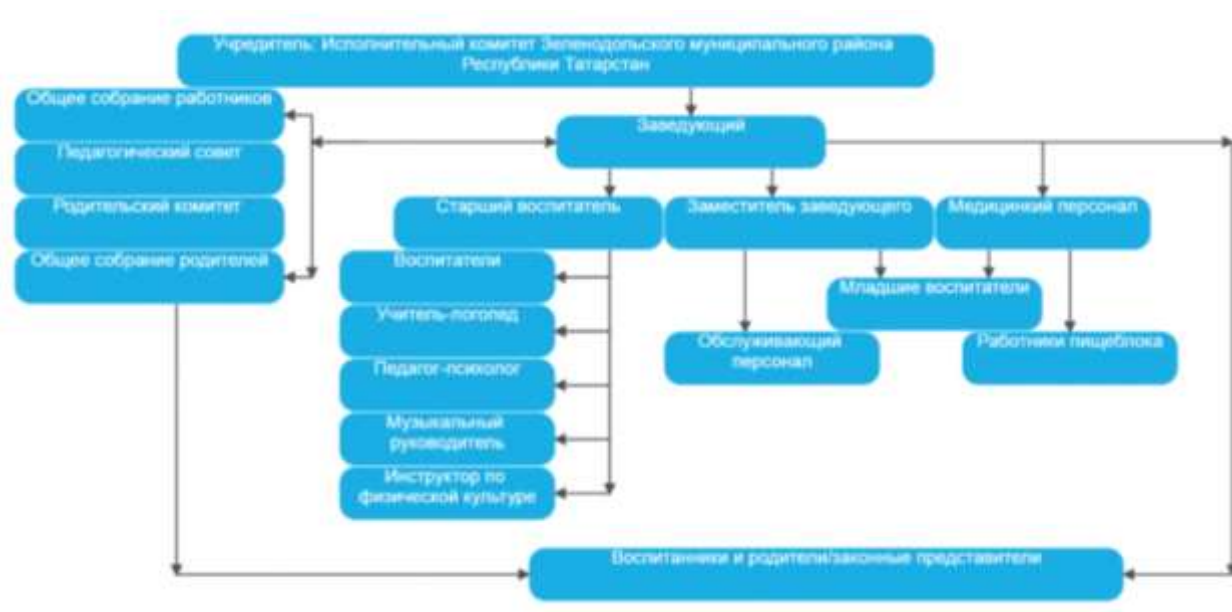 Учредитель: Исполнительный комитет Зеленодольского муниципального района
Республики Татарстан
Общее собрание работников
Заведующий
Педагогический совет
Родительский комитет
Старший воспитатель
Заместитель заведующего
Медицинкий персонал
Общее собрание родителей
Воспитатели
Младшие воспитатели
Учитель-логопед
Обслуживающий
персонал
Работники пищеблока
Педагог-психолог
Музыкальный
руководитель
Инструктор по
физической культуре
Воспитанники и родители/законные представители